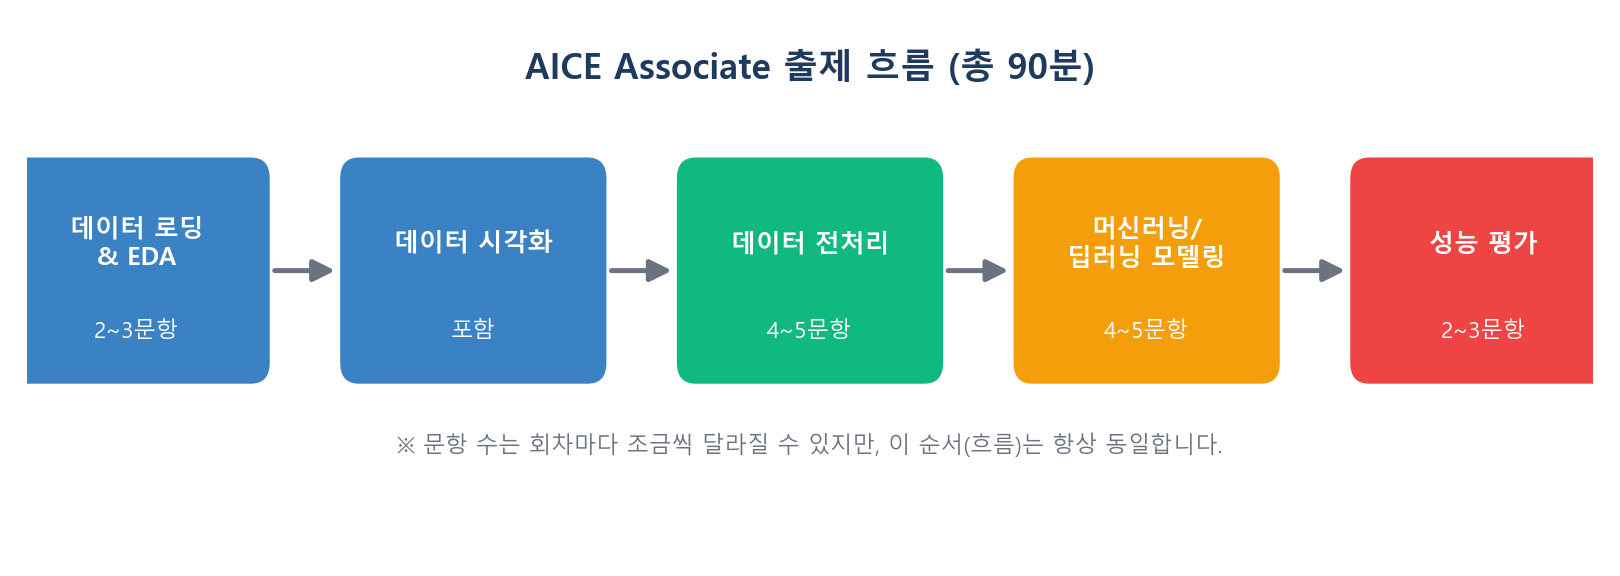 AICE Associate 출제 흐름 (총 90분)
데이터 로딩
& EDA
2~3문항
데이터 시각화
포함
데이터 전처리
4~5문항
머신러닝/
딥러닝 모델링
4~5문항
성능 평가
2~3문항
※ 문항 수는 회차마다 조금씩 달라질 수 있지만, 이 순서(흐름)는 항상 동일합니다.